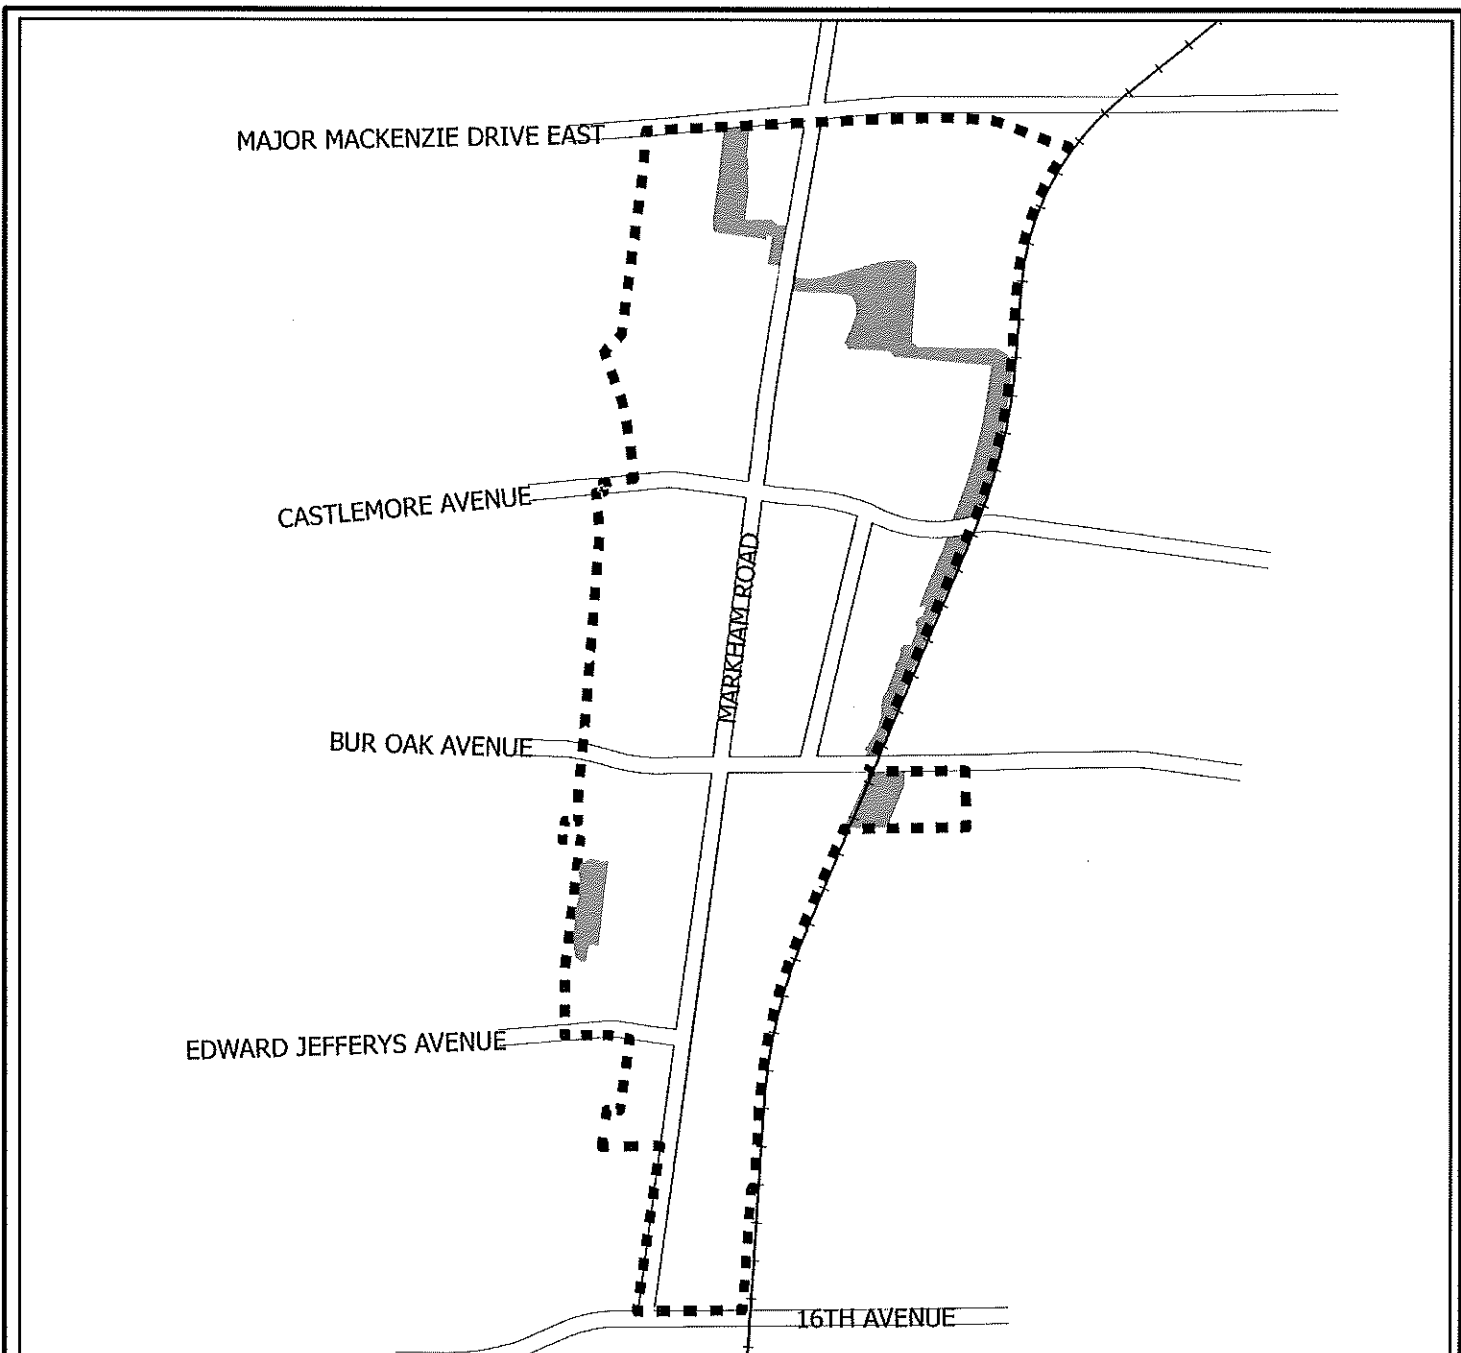 MAJOR MACKENZIE DRIVE EAST
CASTLEMORE AVENUE
MARKHAM ROAD
BUR OAK AVENUE
EDWARD JEFFERYS AVENUE
16TH AVENUE